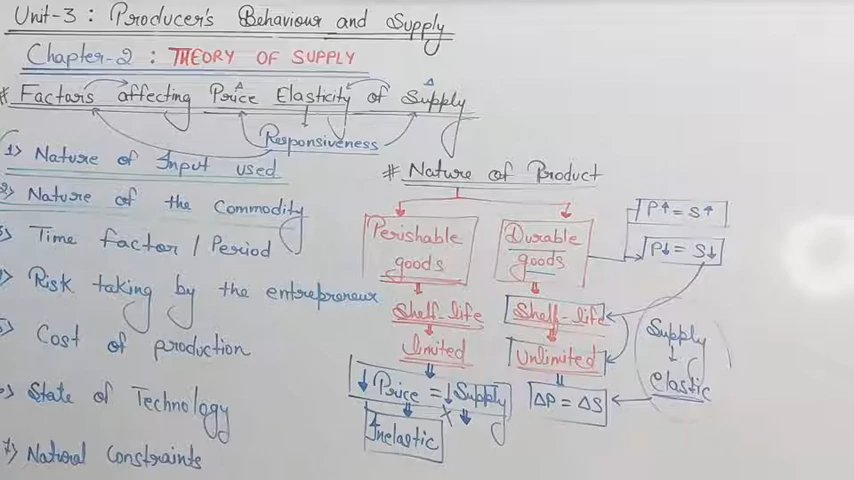 Unit-3 : Producer's Behaviour and Supply
Chapter-2 : THEORY OF SUPPLY
# Factors affecting Price Elasticity of Supply
Responsiveness
1) Nature of Input used
2) Nature of the Commodity
3) Time factor / Period
4) Risk taking by the entrepreneur
5) Cost of production
6) State of Technology
7) Natural Constraints
# Nature of Product
Perishable
goods
Shelf-life
limited
↓Price = ↓Supply
Inelastic
Durable
goods
Shelf-life
Unlimited
ΔP = ΔS
P↑ = S↑
P↓ = S↓
Supply
↓
elastic